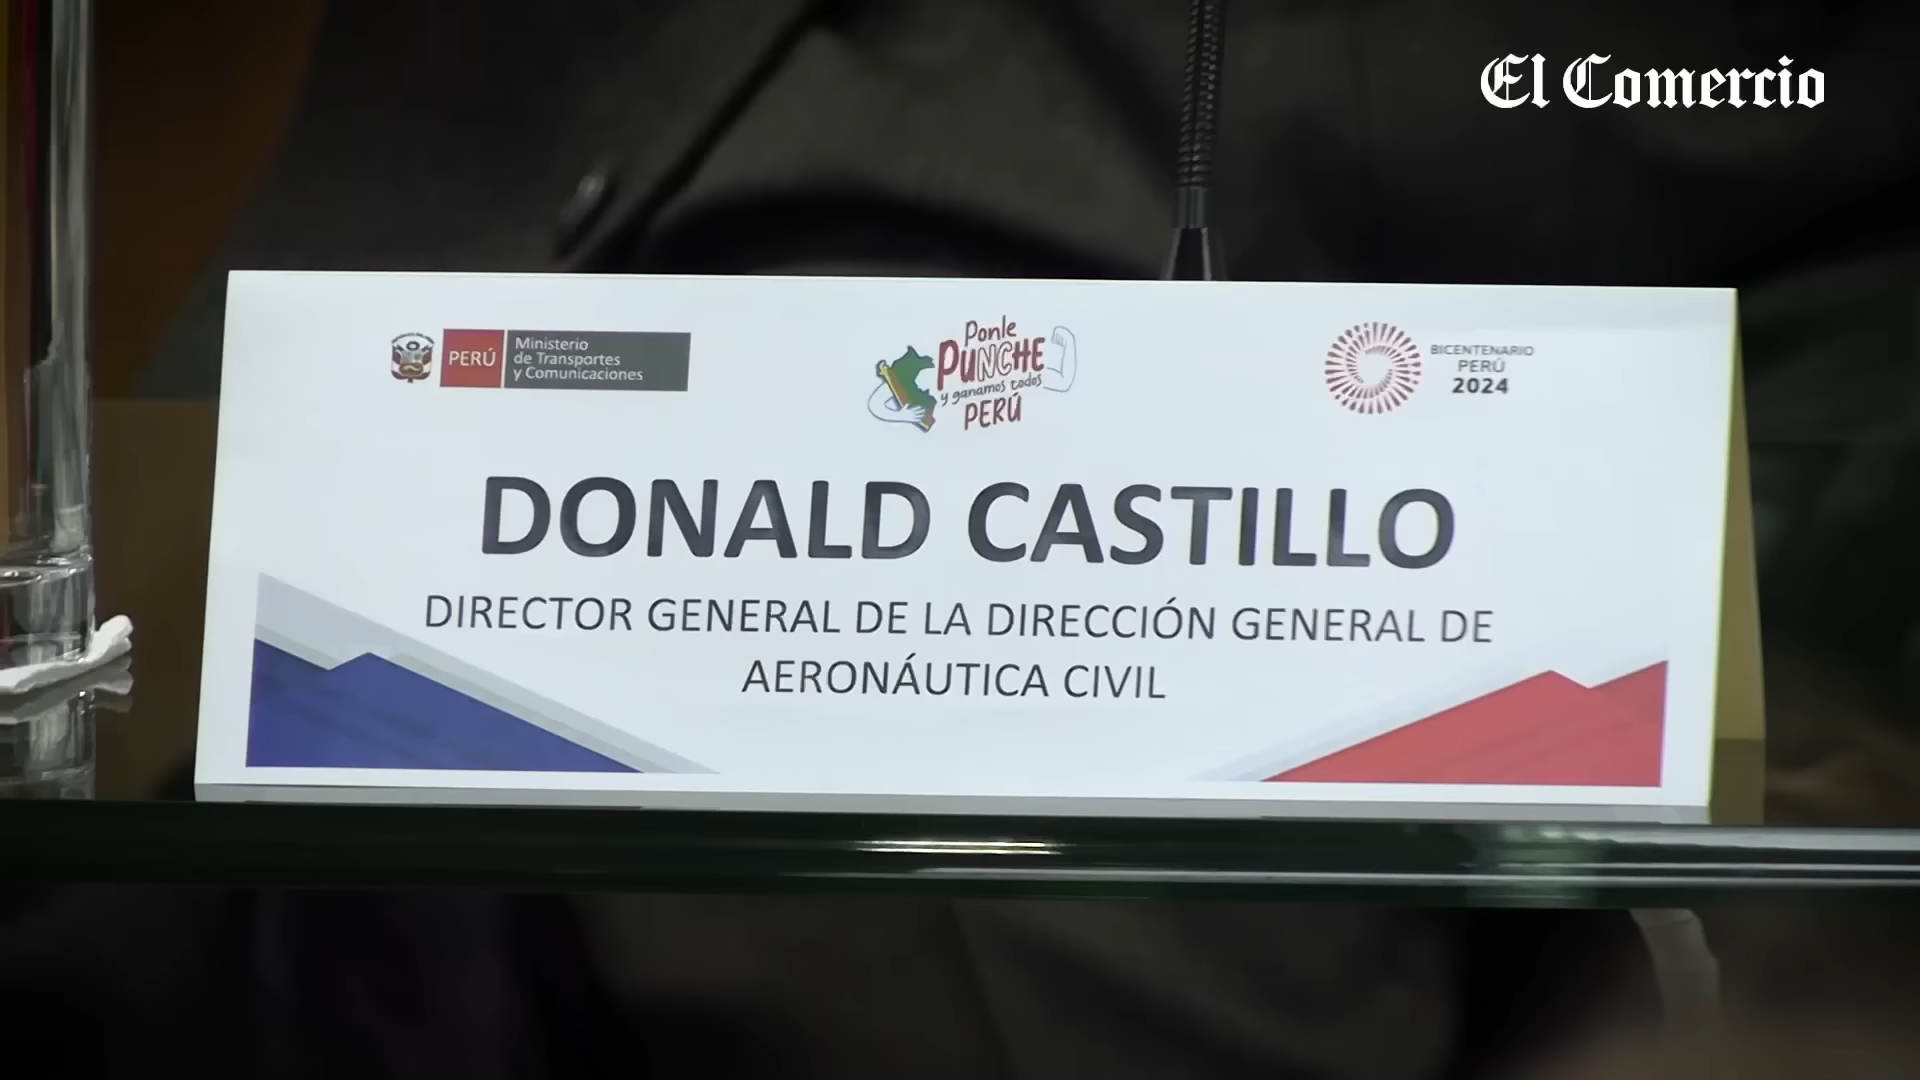 El Comercio
PERÚ
Ministerio
de Transportes
y Comunicaciones
Ponle
PUNCHE
y ganamos todos
PERÚ
BICENTENARIO
PERÚ
2024
DONALD CASTILLO
DIRECTOR GENERAL DE LA DIRECCIÓN GENERAL DE
AERONÁUTICA CIVIL